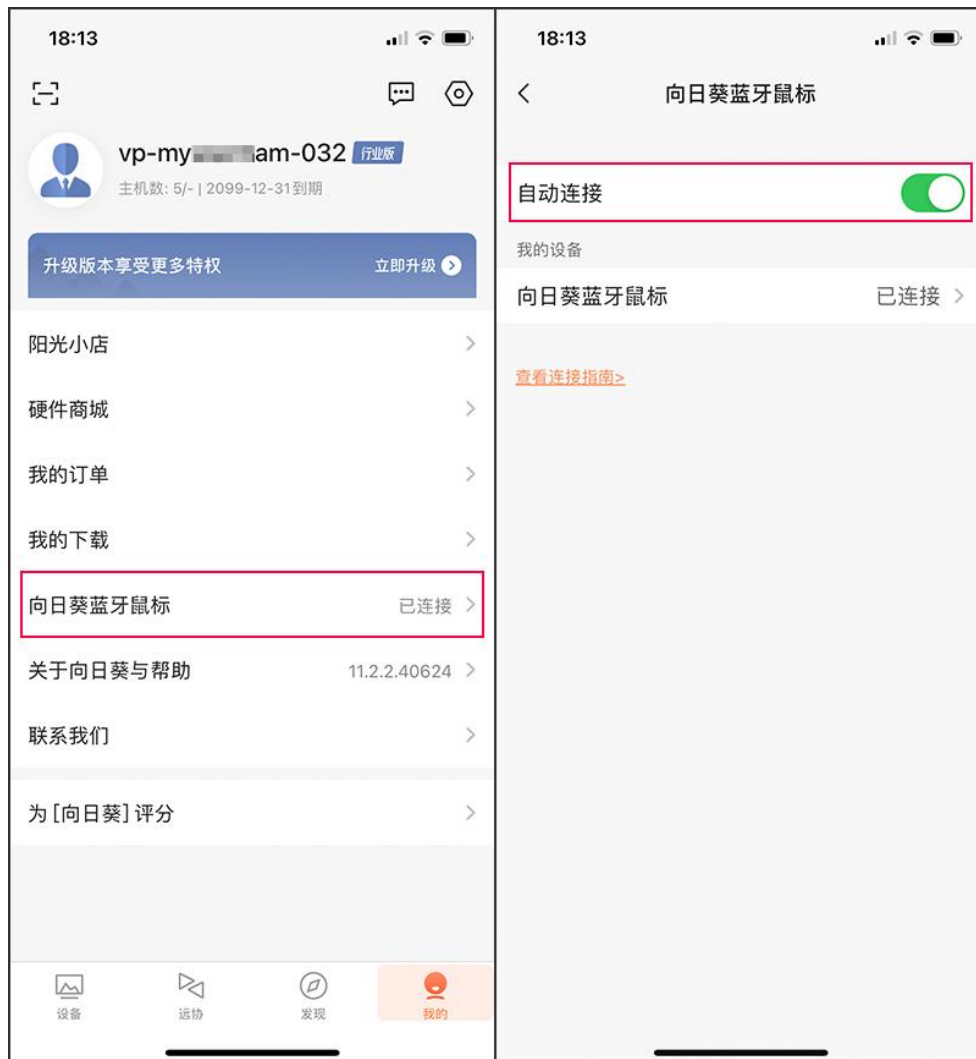 18:13
vp-my am-032 行业版
主机数: 5/- | 2099-12-31到期
升级版本享受更多特权 立即升级
阳光小店
硬件商城
我的订单
我的下载
向日葵蓝牙鼠标 已连接
关于向日葵与帮助 11.2.2.40624
联系我们
为[向日葵]评分
设备 远协 发现 我的
18:13
向日葵蓝牙鼠标
自动连接
我的设备
向日葵蓝牙鼠标 已连接
查看连接指南>